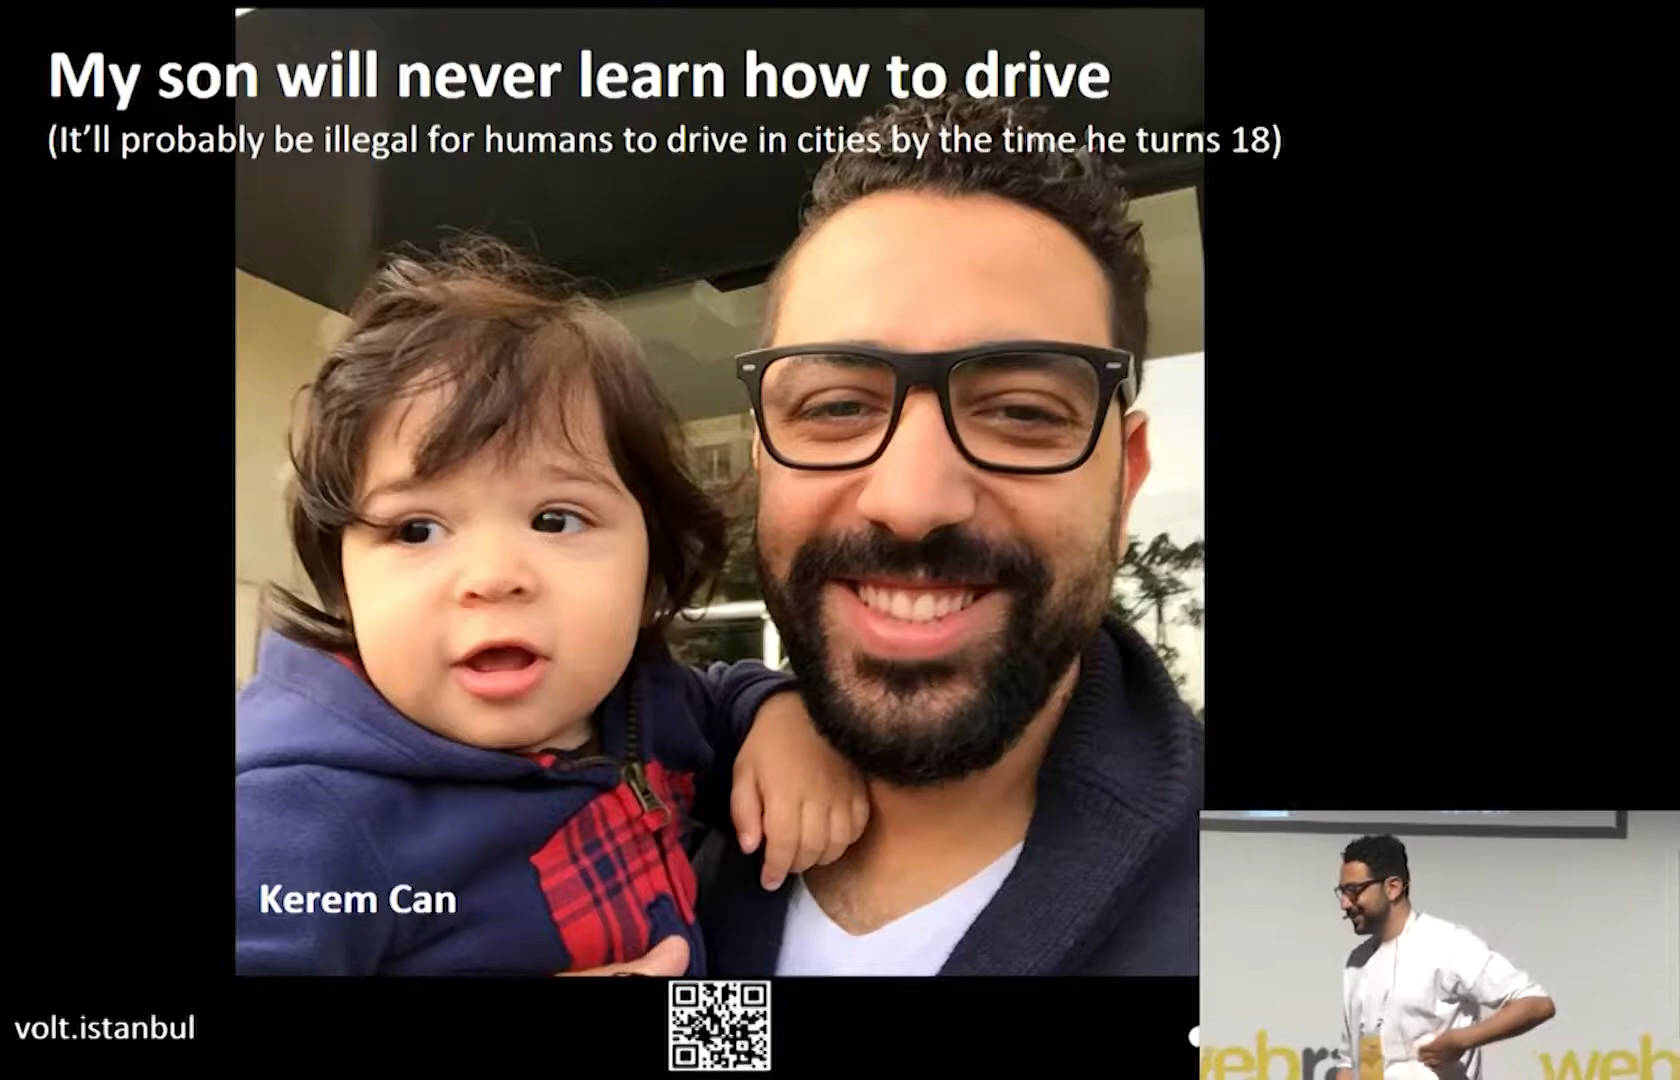 My son will never learn how to drive
(It'll probably be illegal for humans to drive in cities by the time he turns 18)
Kerem Can
volt.istanbul